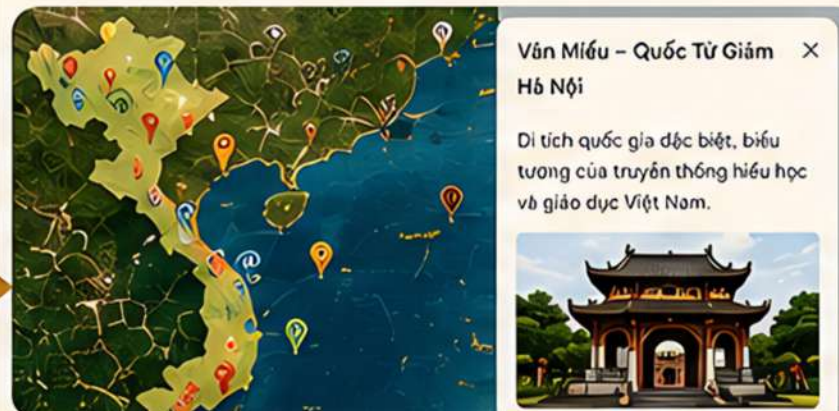 Văn Miếu – Quốc Tử Giám
Hà Nội
Di tích quốc gia đặc biệt, biểu
tượng của truyền thống hiếu học
và giáo dục Việt Nam.